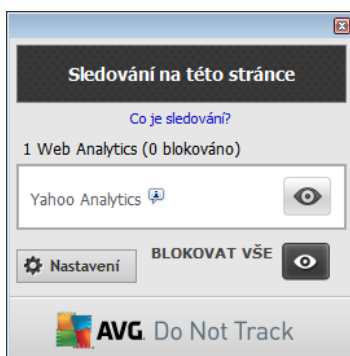 Sledování na této stránce
Co je sledování?
1 Web Analytics (0 blokováno)
Yahoo Analytics
BLOKOVAT VŠE
Nastavení
AVG. Do Not Track